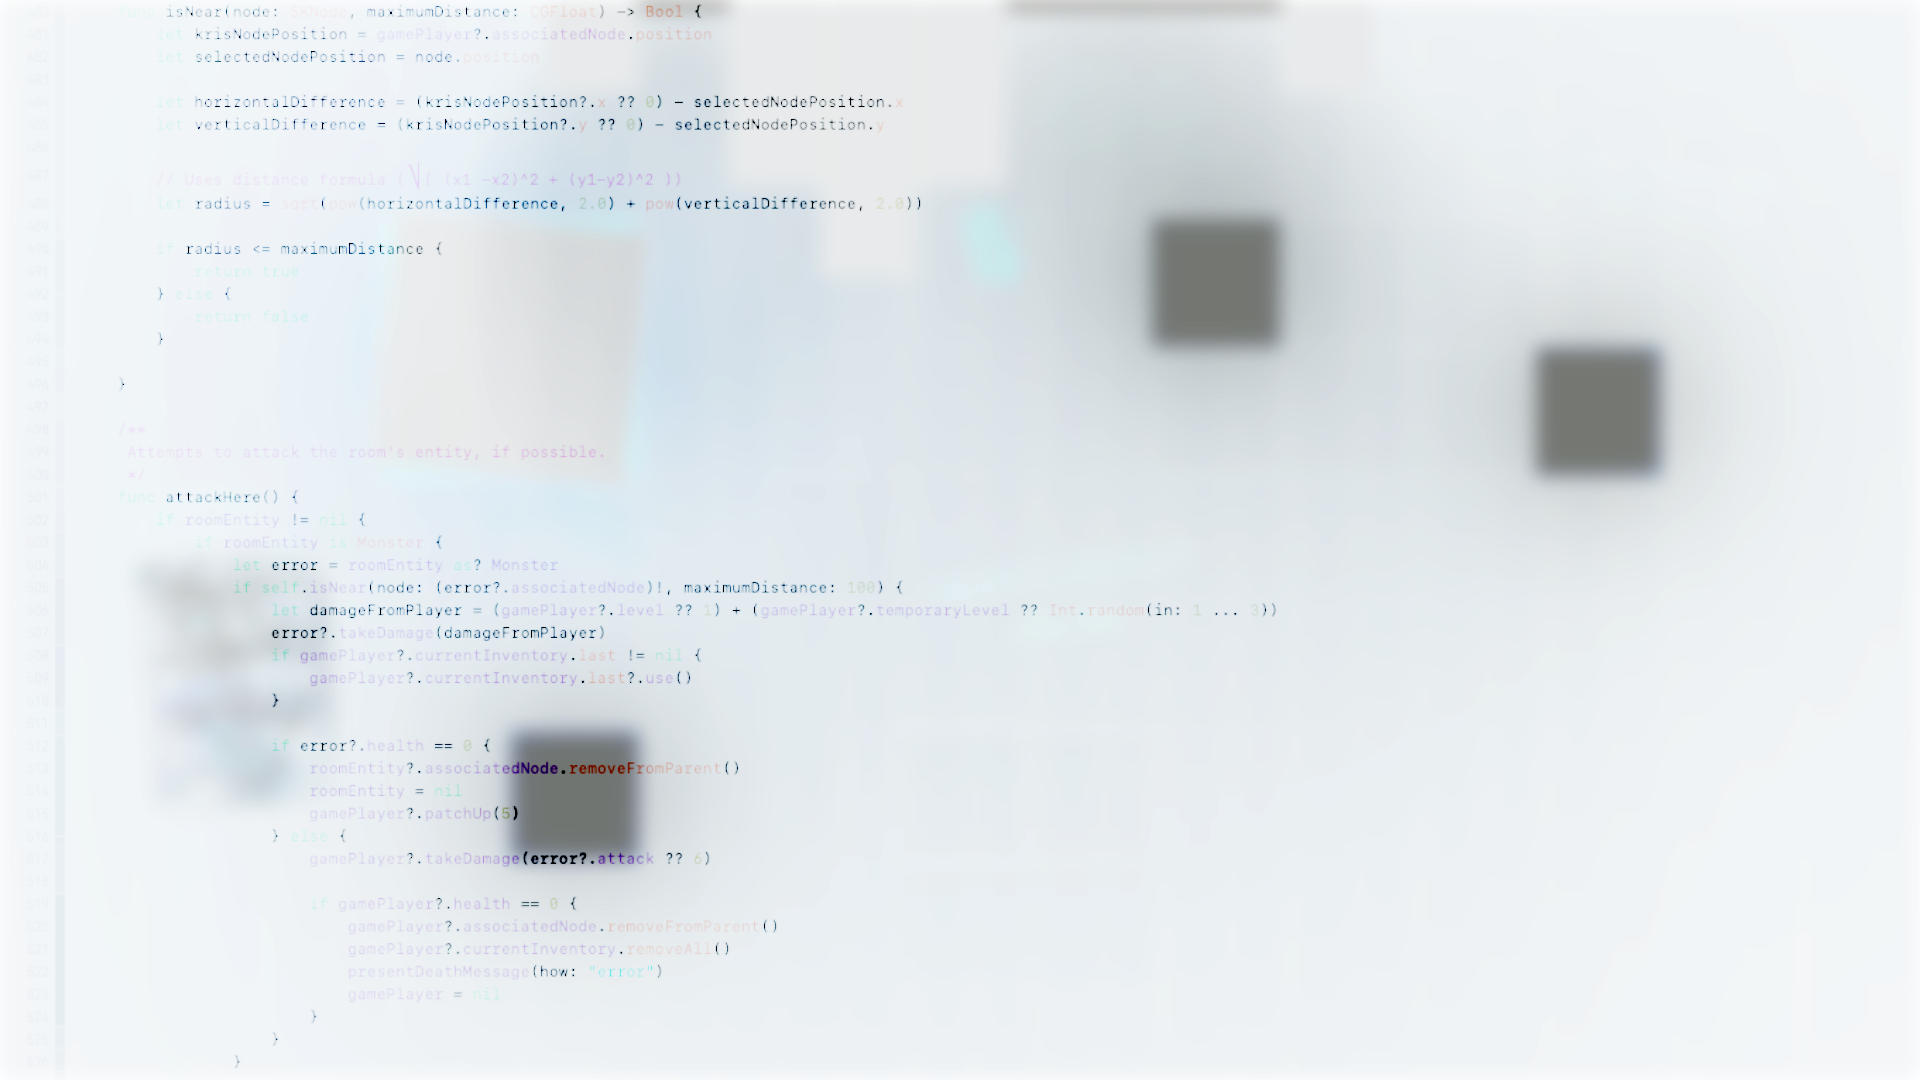 func isNear(node: SKNode, maximumDistance: CGFloat) -> Bool {
let krisNodePosition = gamePlayer?.associatedNode.position
let selectedNodePosition = node.position
let horizontalDifference = (krisNodePosition?.x ?? 0) - selectedNodePosition.x
let verticalDifference = (krisNodePosition?.y ?? 0) - selectedNodePosition.y
// Uses distance formula ( \|( (x1 -x2)^2 + (y1-y2)^2 ))
let radius = sqrt(pow(horizontalDifference, 2.0) + pow(verticalDifference, 2.0))
if radius <= maximumDistance {
return true
} else {
return false
}
}
/**
Attempts to attack the room's entity, if possible.
*/
func attackHere() {
if roomEntity != nil {
if roomEntity is Monster {
let error = roomEntity as? Monster
if self.isNear(node: (error?.associatedNode)!, maximumDistance: 100) {
let damageFromPlayer = (gamePlayer?.level ?? 1) + (gamePlayer?.temporaryLevel ?? Int.random(in: 1 ... 3))
error?.takeDamage(damageFromPlayer)
if gamePlayer?.currentInventory.last != nil {
gamePlayer?.currentInventory.last?.use()
}
if error?.health == 0 {
roomEntity?.associatedNode.removeFromParent()
roomEntity = nil
gamePlayer?.patchUp(5)
} else {
gamePlayer?.takeDamage(error?.attack ?? 6)
if gamePlayer?.health == 0 {
gamePlayer?.associatedNode.removeFromParent()
gamePlayer?.currentInventory.removeAll()
presentDeathMessage(how: "error")
gamePlayer = nil
}
}
}